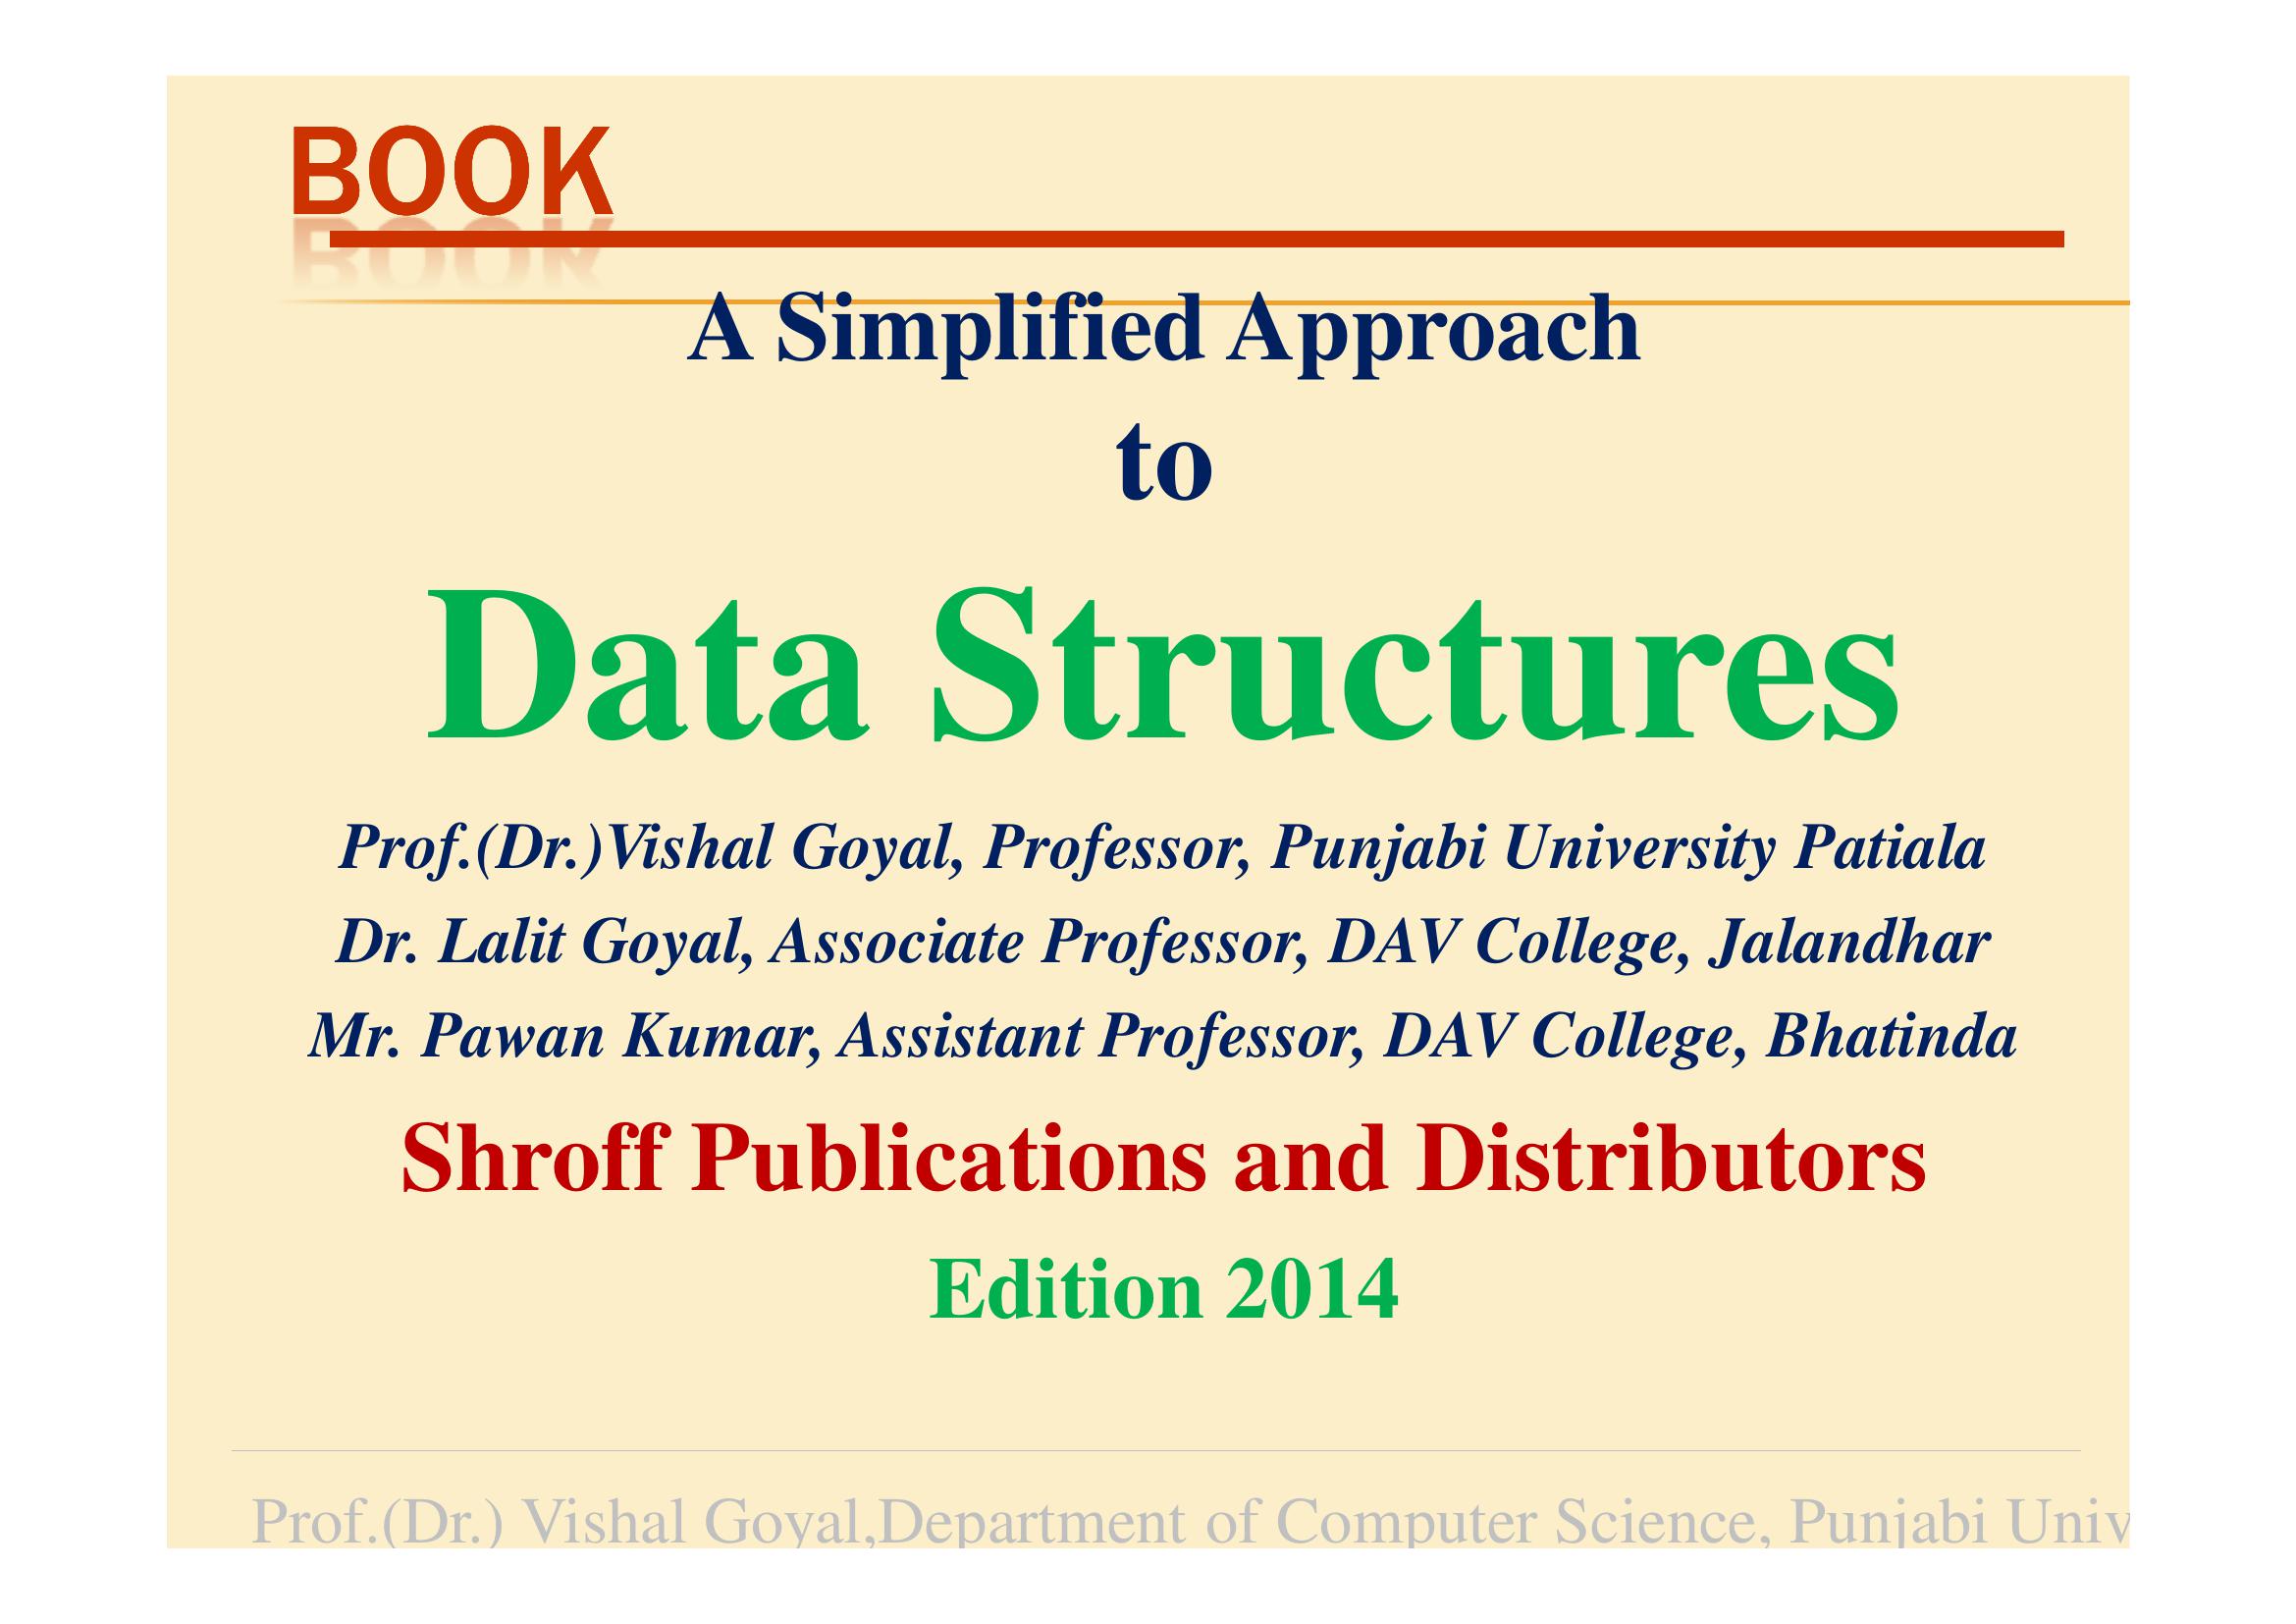 BOOK
A Simplified Approach
to
Data Structures
Prof.(Dr.)Vishal Goyal, Professor, Punjabi University Patiala
Dr. Lalit Goyal, Associate Professor, DAV College, Jalandhar
Mr. Pawan Kumar, Assistant Professor, DAV College, Bhatinda
Shroff Publications and Distributors
Edition 2014
Prof.(Dr.) Vishal Goyal,Department of Computer Science, Punjabi Univ